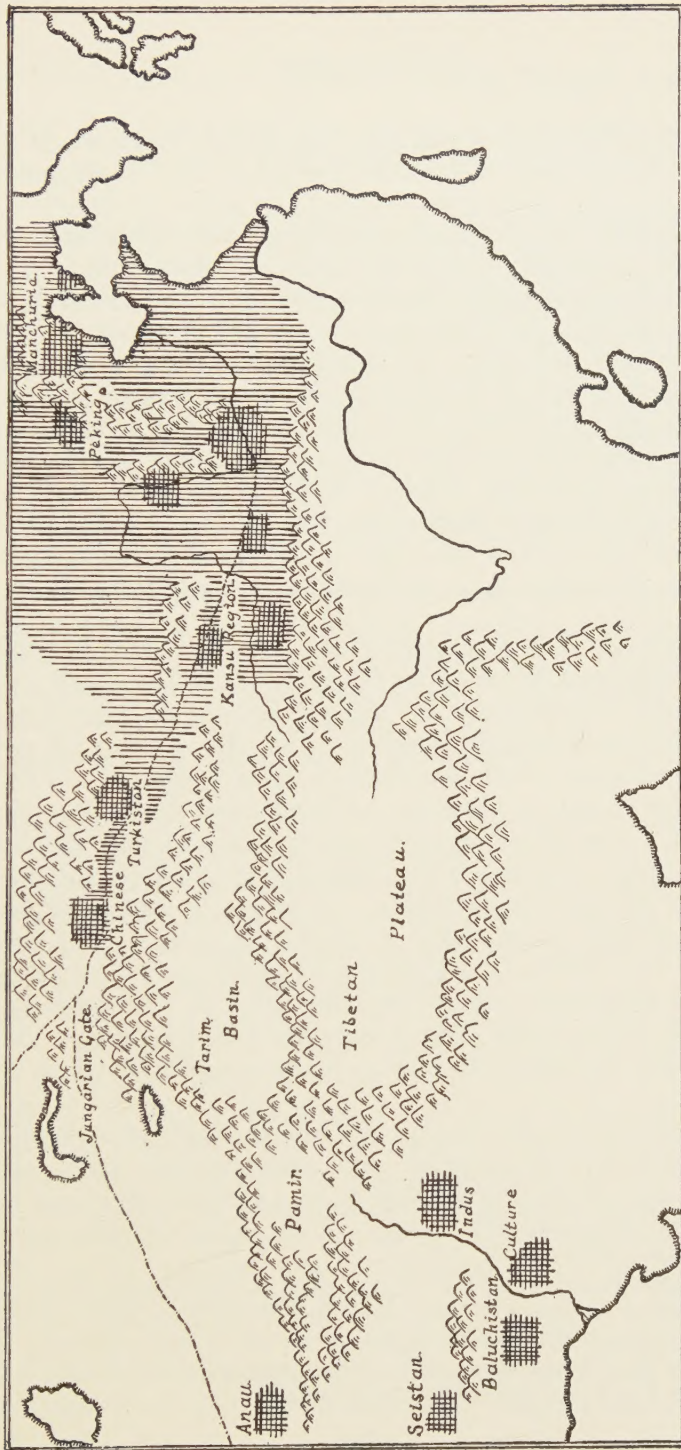 Manchuria.
Peking.
Kansu Region.
Turkistan
Chinese
Jungarian Gate.
Tarim.
Basin.
Tibetan
Plateau.
Pamir.
Anau.
Seistan.
Baluchistan
Indus
Culture